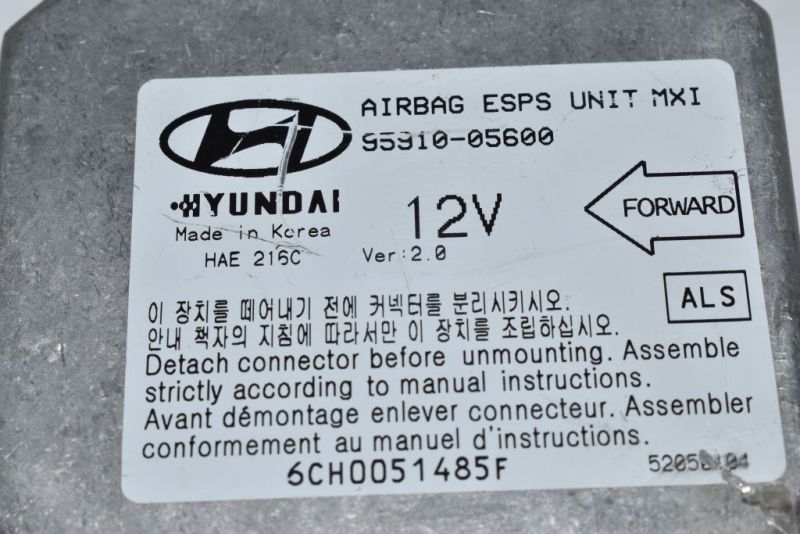 AIRBAG ESPS UNIT MXI
95910-05600
HYUNDAI
12V
FORWARD
Made in Korea
HAE 216C
Ver:2.0
ALS
이 장치를 떼어내기 전에 커넥터를 분리시키시오.
안내 책자의 지침에 따라서만 이 장치를 조립하십시오.
Detach connector before unmounting. Assemble
strictly according to manual instructions.
Avant démontage enlever connecteur. Assembler
conformement au manuel d'instructions.
6CH0051485F